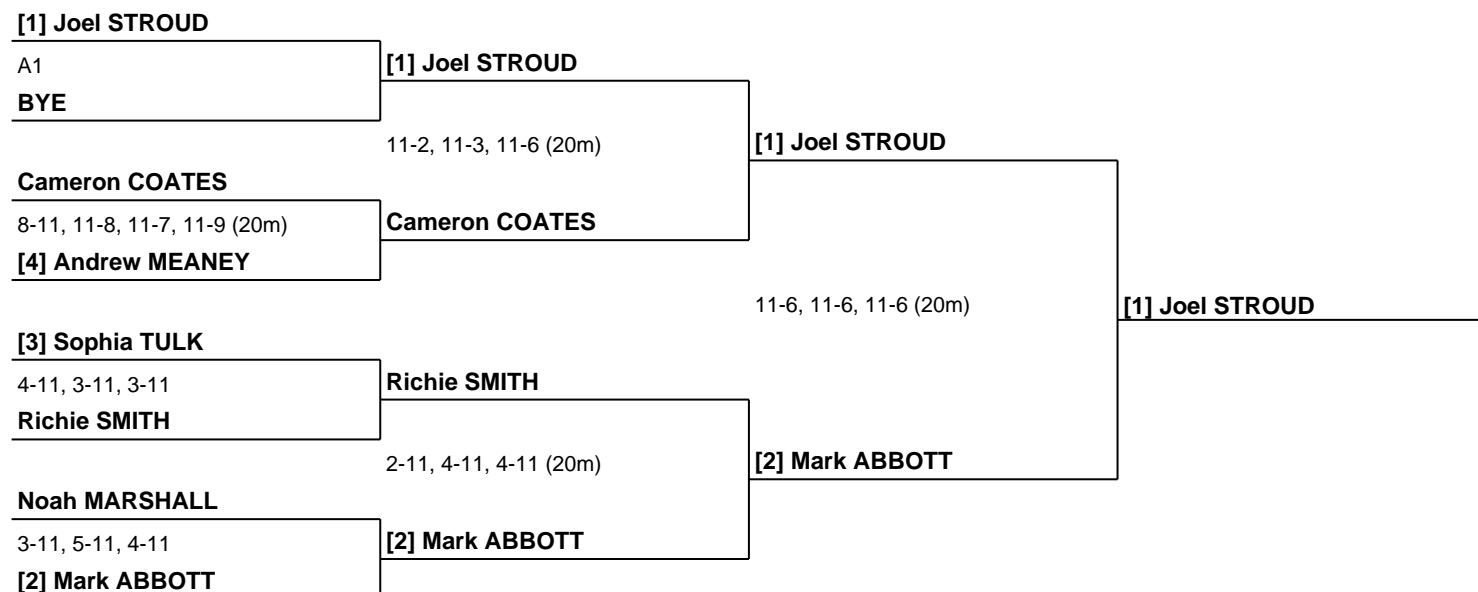 [1] Joel STROUD
A1
BYE
[1] Joel STROUD
11-2, 11-3, 11-6 (20m)
Cameron COATES
8-11, 11-8, 11-7, 11-9 (20m)
[4] Andrew MEANEY
Cameron COATES
[1] Joel STROUD
11-6, 11-6, 11-6 (20m)
[1] Joel STROUD
[3] Sophia TULK
4-11, 3-11, 3-11
Richie SMITH
Richie SMITH
2-11, 4-11, 4-11 (20m)
[2] Mark ABBOTT
Noah MARSHALL
3-11, 5-11, 4-11
[2] Mark ABBOTT
[2] Mark ABBOTT